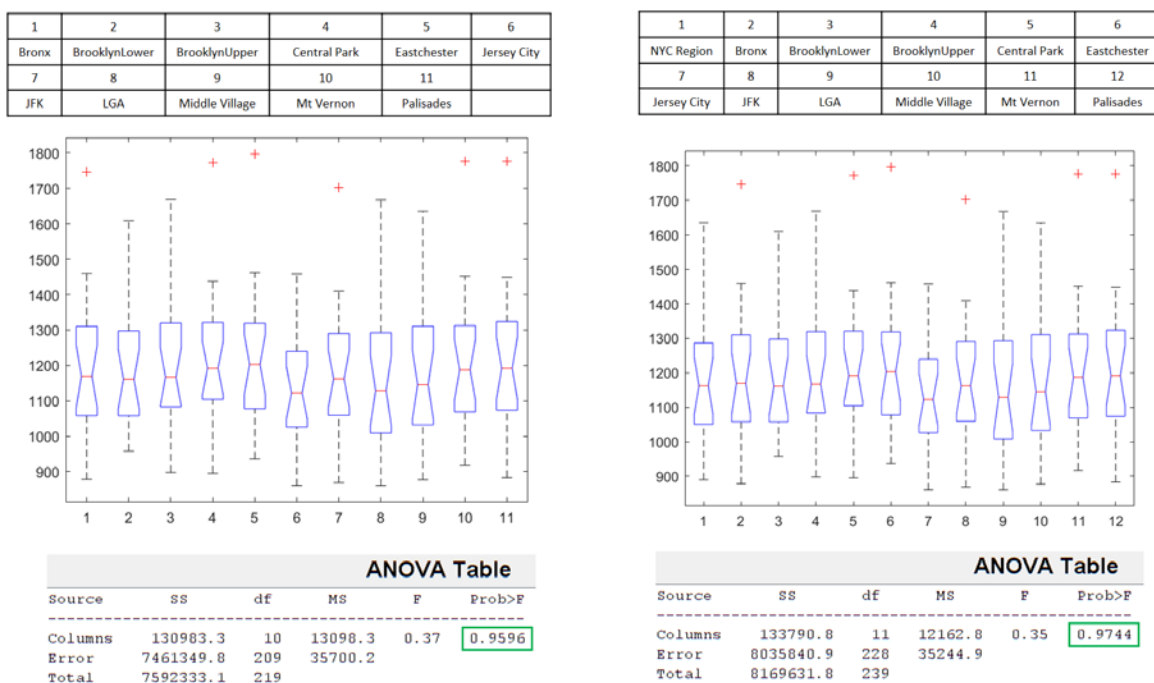 1 2 3 4 5 6
Bronx BrooklynLower BrooklynUpper Central Park Eastchester Jersey City
7 8 9 10 11
JFK LGA Middle Village Mt Vernon Palisades
1800
1700
1600
1500
1400
1300
1200
1100
1000
900
1 2 3 4 5 6 7 8 9 10 11
ANOVA Table
Source SS df MS F Prob>F
Columns 130983.3 10 13098.3 0.37 0.9596
Error 7461349.8 209 35700.2
Total 7592333.1 219
1 2 3 4 5 6
NYC Region Bronx BrooklynLower BrooklynUpper Central Park Eastchester
7 8 9 10 11 12
Jersey City JFK LGA Middle Village Mt Vernon Palisades
1800
1700
1600
1500
1400
1300
1200
1100
1000
900
1 2 3 4 5 6 7 8 9 10 11 12
ANOVA Table
Source SS df MS F Prob>F
Columns 133790.8 11 12162.8 0.35 0.9744
Error 8035840.9 228 35244.9
Total 8169631.8 239